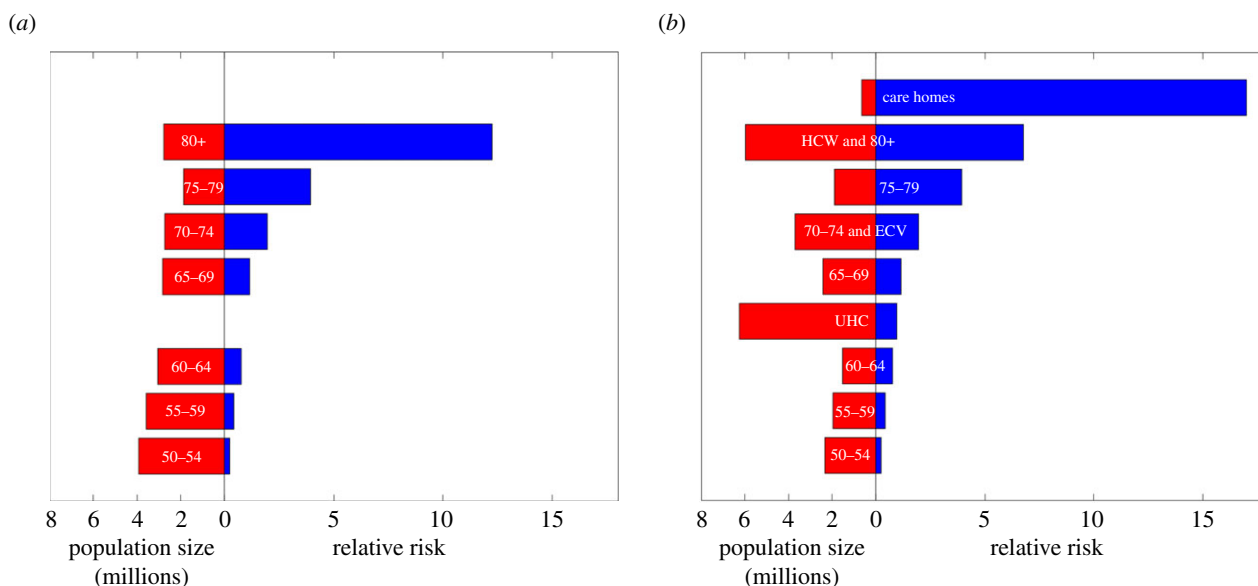 (a)
80+
75–79
70–74
65–69
60–64
55–59
50–54
8 6 4 2 0 5 10 15
population size
(millions)
relative risk
(b)
care homes
HCW and 80+
75–79
70–74 and ECV
65–69
UHC
60–64
55–59
50–54
8 6 4 2 0 5 10 15
population size
(millions)
relative risk